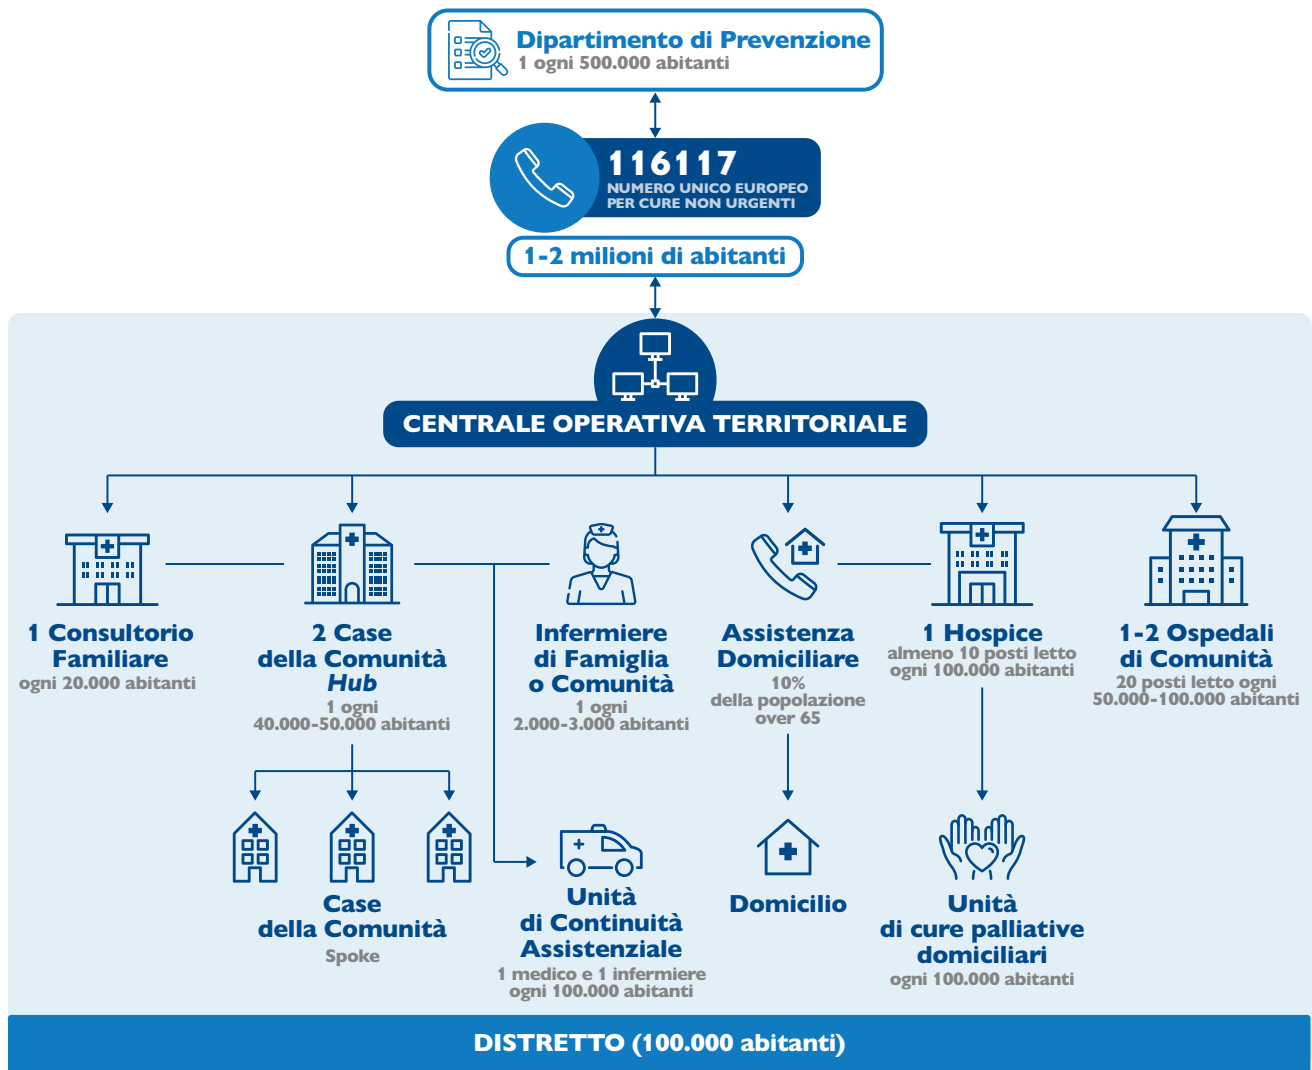 Dipartimento di Prevenzione
1 ogni 500.000 abitanti
116117
NUMERO UNICO EUROPEO
PER CURE NON URGENTI
1-2 milioni di abitanti
CENTRALE OPERATIVA TERRITORIALE
1 Consultorio
Familiare
ogni 20.000 abitanti
2 Case
della Comunità
Hub
1 ogni
40.000-50.000 abitanti
Infermiere
di Famiglia
o Comunità
1 ogni
2.000-3.000 abitanti
Assistenza
Domiciliare
10%
della popolazione
over 65
1 Hospice
almeno 10 posti letto
ogni 100.000 abitanti
1-2 Ospedali
di Comunità
20 posti letto ogni
50.000-100.000 abitanti
Case
della Comunità
Spoke
Unità
di Continuità
Assistenziale
1 medico e 1 infermiere
ogni 100.000 abitanti
Domicilio
Unità
di cure palliative
domiciliari
ogni 100.000 abitanti
DISTRETTO (100.000 abitanti)